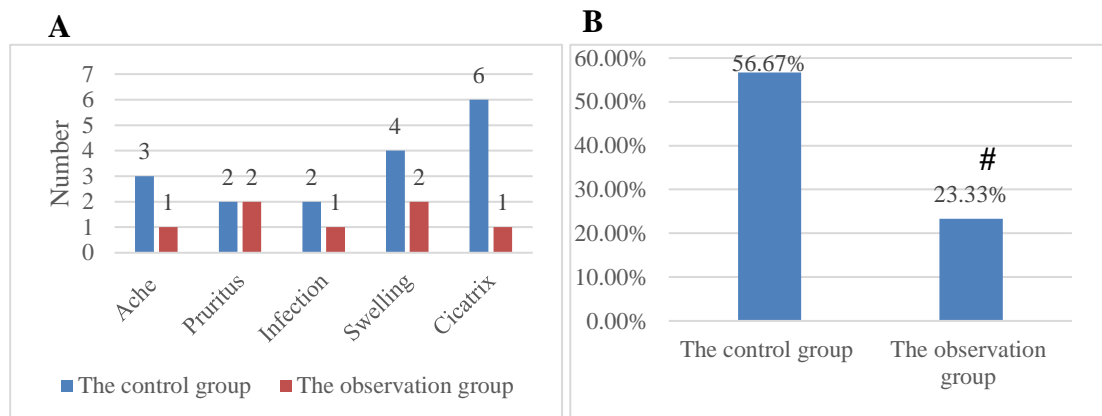 A
Number
7
6
5
4
3
2
1
0
3
1
2
2
2
1
4
2
6
1
Ache
Pruritus
Infection
Swelling
Cicatrix
The control group
The observation group
B
60.00%
50.00%
40.00%
30.00%
20.00%
10.00%
0.00%
56.67%
#
23.33%
The control group
The observation
group